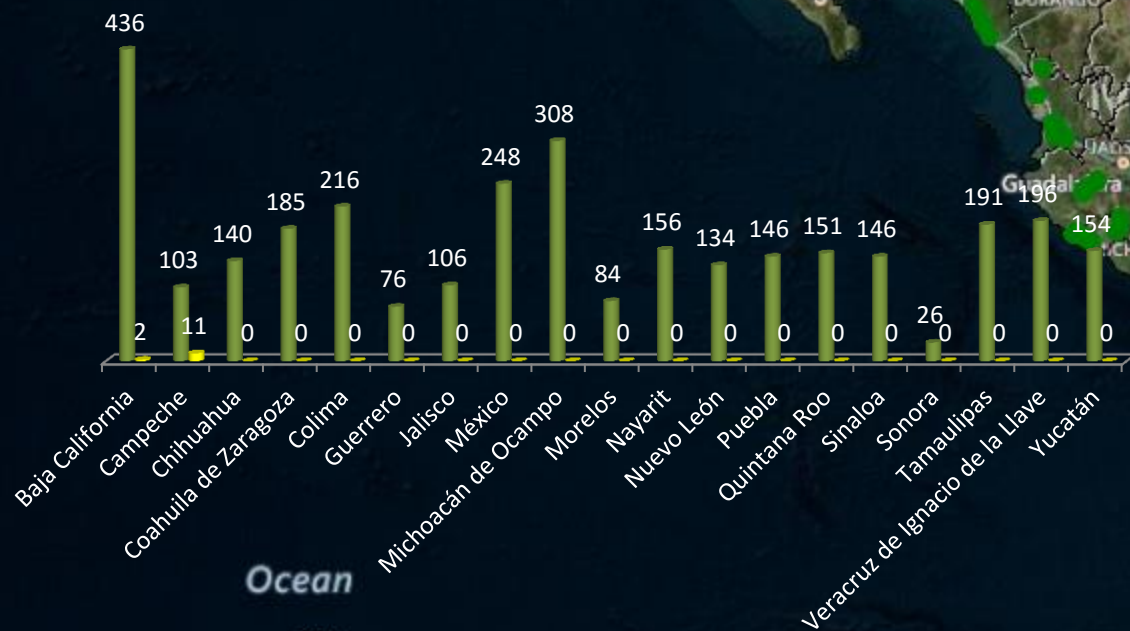 436
2
103
11
140
0
185
0
216
0
76
0
106
0
248
0
308
0
84
0
156
0
134
0
146
0
151
0
146
0
26
0
191
0
196
0
154
0
Baja California
Campeche
Chihuahua
Coahuila de Zaragoza
Colima
Guerrero
Jalisco
México
Michoacán de Ocampo
Morelos
Nayarit
Nuevo León
Puebla
Quintana Roo
Sinaloa
Sonora
Tamaulipas
Veracruz de Ignacio de la Llave
Yucatán
DURANGO
Ocean